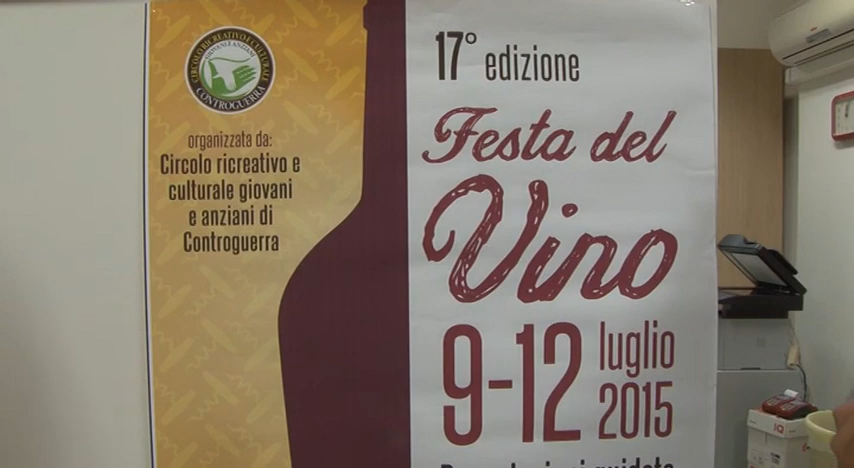 CIRCOLO RICREATIVO E CULTURALE
GIOVANI E ANZIANI
CONTROGUERRA
organizzata da:
Circolo ricreativo e
culturale giovani
e anziani di
Controguerra
17° edizione
Festa del
Vino
9-12 luglio
2015
IQ